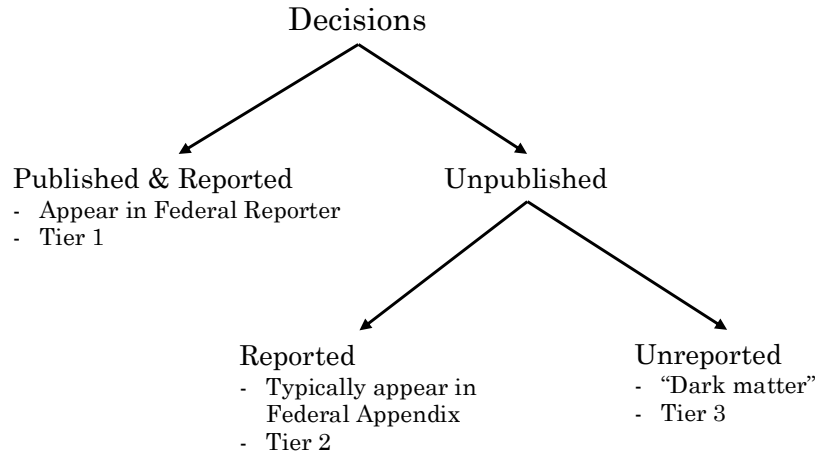 Decisions
Published & Reported
- Appear in Federal Reporter
- Tier 1
Unpublished
Reported
- Typically appear in
Federal Appendix
- Tier 2
Unreported
- “Dark matter”
- Tier 3